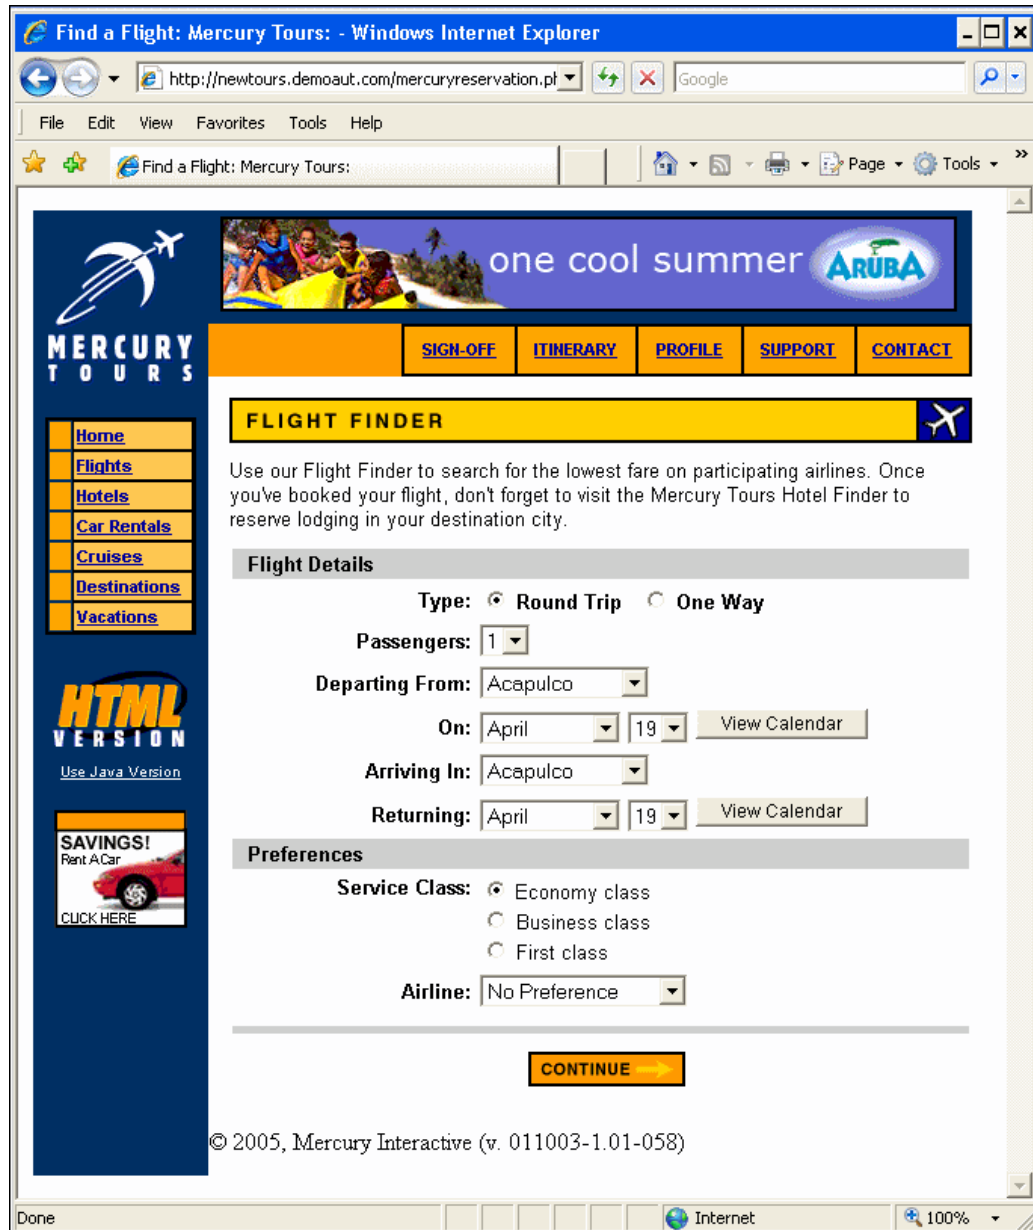 Find a Flight: Mercury Tours: - Windows Internet Explorer
http://newtours.demoaut.com/mercuryreservation.pl
Google
File Edit View Favorites Tools Help
Find a Flight: Mercury Tours:
Page Tools »
one cool summer ARUBA
MERCURY
TOURS
SIGN-OFF ITINERARY PROFILE SUPPORT CONTACT
FLIGHT FINDER
Home
Flights
Hotels
Car Rentals
Cruises
Destinations
Vacations
HTML
VERSION
Use Java Version
SAVINGS!
Rent A Car
CLICK HERE
Use our Flight Finder to search for the lowest fare on participating airlines. Once
you've booked your flight, don't forget to visit the Mercury Tours Hotel Finder to
reserve lodging in your destination city.
Flight Details
Type: Round Trip One Way
Passengers: 1
Departing From: Acapulco
On: April 19 View Calendar
Arriving In: Acapulco
Returning: April 19 View Calendar
Preferences
Service Class: Economy class
Business class
First class
Airline: No Preference
CONTINUE
© 2005, Mercury Interactive (v. 011003-1.01-058)
Done Internet 100%